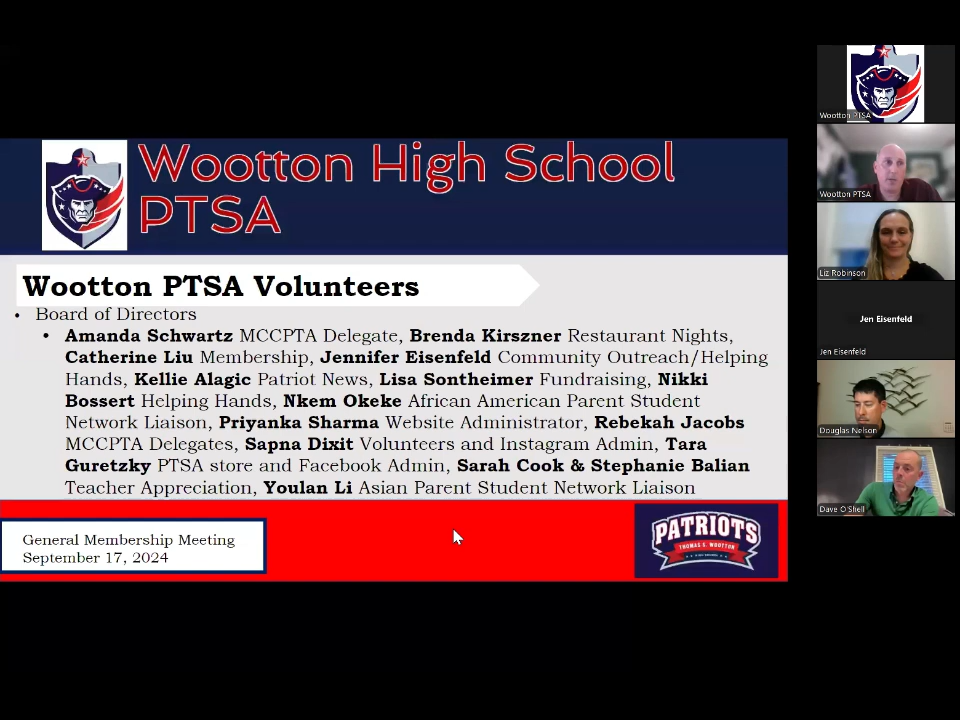 Wootton High School
PTSA
Wootton PTSA Volunteers
• Board of Directors
• Amanda Schwartz MCCPTA Delegate, Brenda Kirszner Restaurant Nights,
Catherine Liu Membership, Jennifer Eisenfeld Community Outreach/Helping
Hands, Kellie Alagic Patriot News, Lisa Sontheimer Fundraising, Nikki
Bossert Helping Hands, Nkem Okeke African American Parent Student
Network Liaison, Priyanka Sharma Website Administrator, Rebekah Jacobs
MCCPTA Delegates, Sapna Dixit Volunteers and Instagram Admin, Tara
Guretzky PTSA store and Facebook Admin, Sarah Cook & Stephanie Balian
Teacher Appreciation, Youlan Li Asian Parent Student Network Liaison
General Membership Meeting
September 17, 2024
PATRIOTS
THOMAS S. WOOTTON
Wootton PTSA
Wootton PTSA
Liz Robinson
Jen Eisenfeld
Jen Eisenfeld
Douglas Nelson
Dave O'Shell